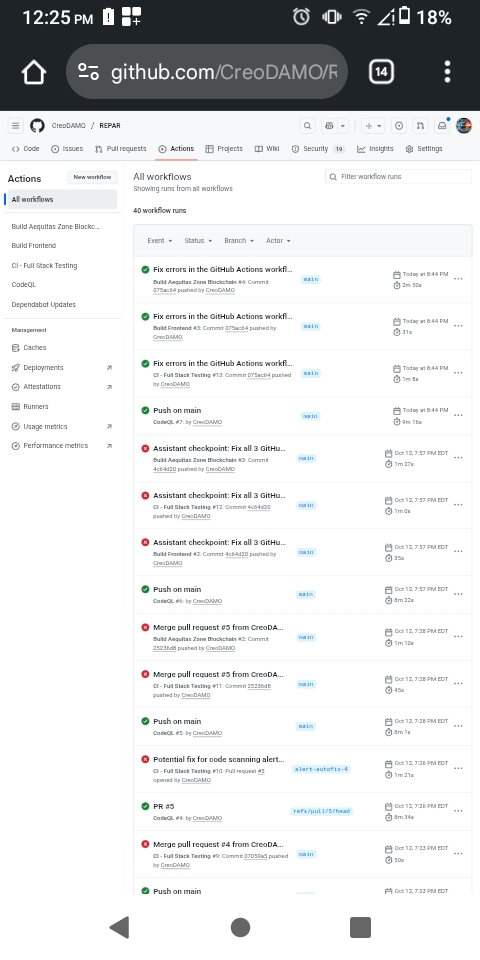 12:25 PM
18%
github.com/CreoDAMO/R
14
CreoDAMO / REPAR
Code
Issues
Pull requests
Actions
Projects
Wiki
Security 19
Insights
Settings
Actions
New workflow
All workflows
Build Aequitas Zone Blockc...
Build Frontend
CI - Full Stack Testing
CodeQL
Dependabot Updates
Management
Caches
Deployments
Attestations
Runners
Usage metrics
Performance metrics
All workflows
Showing runs from all workflows
Filter workflow runs
40 workflow runs
Event
Status
Branch
Actor
Fix errors in the GitHub Actions workfl...
Build Aequitas Zone Blockchain #4: Commit
075ac64 pushed by CreoDAMO
main
Today at 8:44 PM
2m 50s
Fix errors in the GitHub Actions workfl...
Build Frontend #3: Commit 075ac64 pushed by
CreoDAMO
main
Today at 8:44 PM
31s
Fix errors in the GitHub Actions workfl...
CI - Full Stack Testing #13: Commit 075ac64 pushed
by CreoDAMO
main
Today at 8:44 PM
1m 8s
Push on main
CodeQL #7: by CreoDAMO
main
Today at 8:44 PM
9m 16s
Assistant checkpoint: Fix all 3 GitHu...
Build Aequitas Zone Blockchain #3: Commit
4c64d20 pushed by CreoDAMO
main
Oct 12, 7:57 PM EDT
1m 27s
Assistant checkpoint: Fix all 3 GitHu...
CI - Full Stack Testing #12: Commit 4c64d20
pushed by CreoDAMO
main
Oct 12, 7:57 PM EDT
1m 0s
Assistant checkpoint: Fix all 3 GitHu...
Build Frontend #2: Commit 4c64d20 pushed by
CreoDAMO
main
Oct 12, 7:57 PM EDT
35s
Push on main
CodeQL #6: by CreoDAMO
main
Oct 12, 7:57 PM EDT
8m 22s
Merge pull request #5 from CreoDA...
Build Aequitas Zone Blockchain #2: Commit
25236d8 pushed by CreoDAMO
main
Oct 12, 7:28 PM EDT
1m 10s
Merge pull request #5 from CreoDA...
CI - Full Stack Testing #11: Commit 25236d8
pushed by CreoDAMO
main
Oct 12, 7:28 PM EDT
45s
Push on main
CodeQL #5: by CreoDAMO
main
Oct 12, 7:28 PM EDT
8m 1s
Potential fix for code scanning alert...
CI - Full Stack Testing #10: Pull request #5
opened by CreoDAMO
alert-autofix-4
Oct 12, 7:26 PM EDT
1m 21s
PR #5
CodeQL #4: by CreoDAMO
refs/pull/5/head
Oct 12, 7:26 PM EDT
8m 34s
Merge pull request #4 from CreoDA...
CI - Full Stack Testing #9: Commit 07059a5 pushed
by CreoDAMO
main
Oct 12, 7:23 PM EDT
50s
Push on main
Oct 12, 7:23 PM EDT